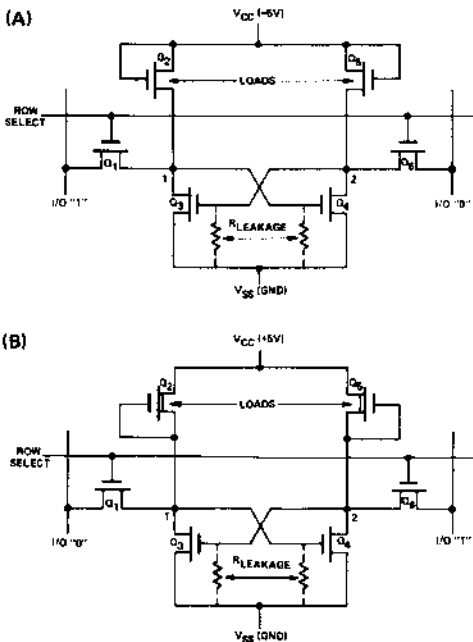 (A)
VCC (+5V)
Q2
Q5
LOADS
ROW
SELECT
Q1
1
2
Q6
I/O "1"
Q3
Q4
I/O "0"
RLEAKAGE
VSS (GND)
(B)
VCC (+5V)
Q2
Q5
LOADS
ROW
SELECT
Q1
1
2
Q6
I/O "0"
Q3
Q4
I/O "1"
RLEAKAGE
VSS (GND)